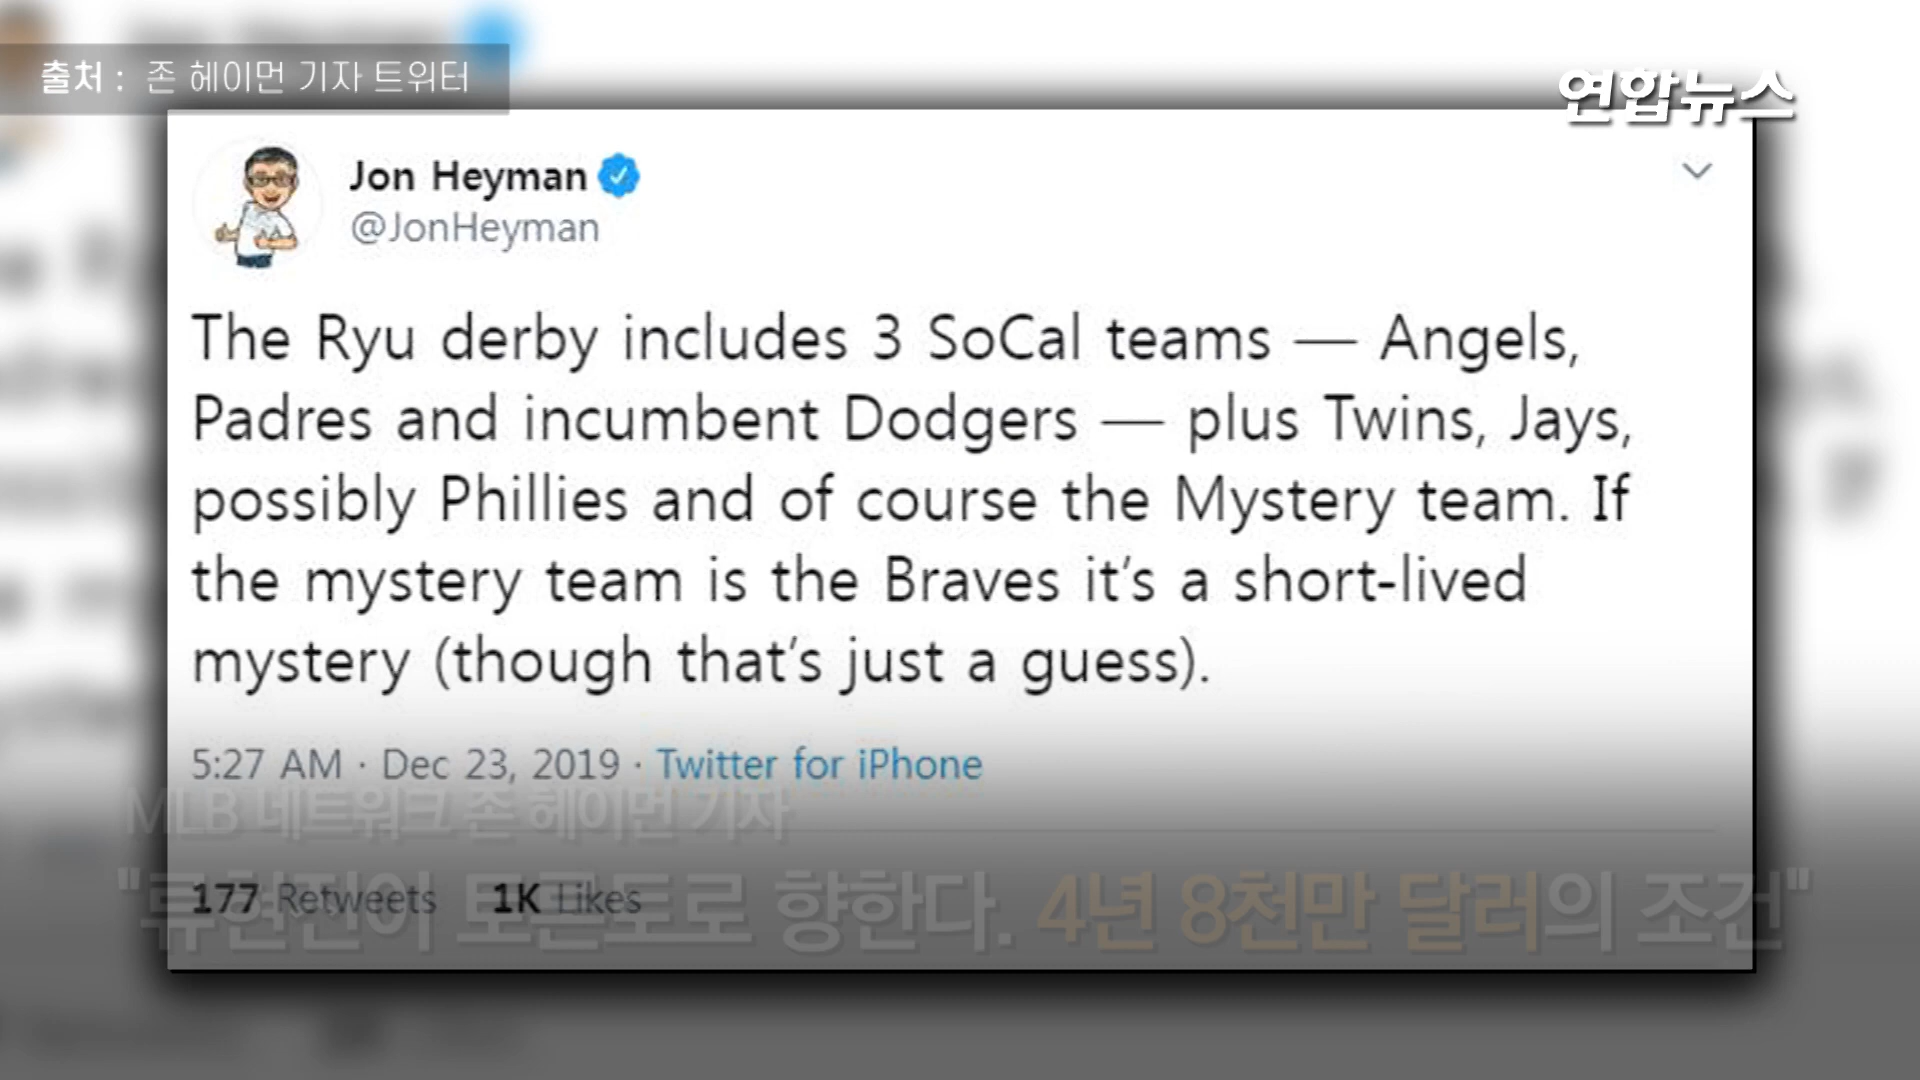 출처 : 존 헤이먼 기자 트위터
연합뉴스
Jon Heyman
@JonHeyman
The Ryu derby includes 3 SoCal teams — Angels,
Padres and incumbent Dodgers — plus Twins, Jays,
possibly Phillies and of course the Mystery team. If
the mystery team is the Braves it’s a short-lived
mystery (though that’s just a guess).
5:27 AM · Dec 23, 2019 · Twitter for iPhone
MLB 네트워크 존 헤이먼 기자
177 Retweets 1K Likes
"류현진이 토론토로 향한다. 4년 8천만 달러의 조건"